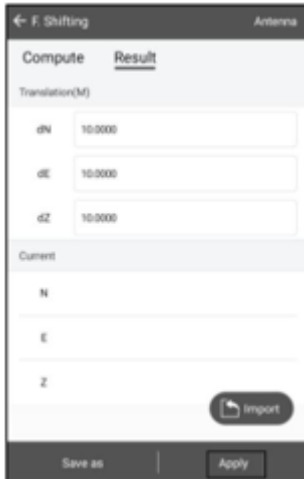 ← F. Shifting Antenna
Compute Result
Translation(M)
dN 10.0000
dE 10.0000
dZ 10.0000
Current
N
E
Z
Import
Save as Apply